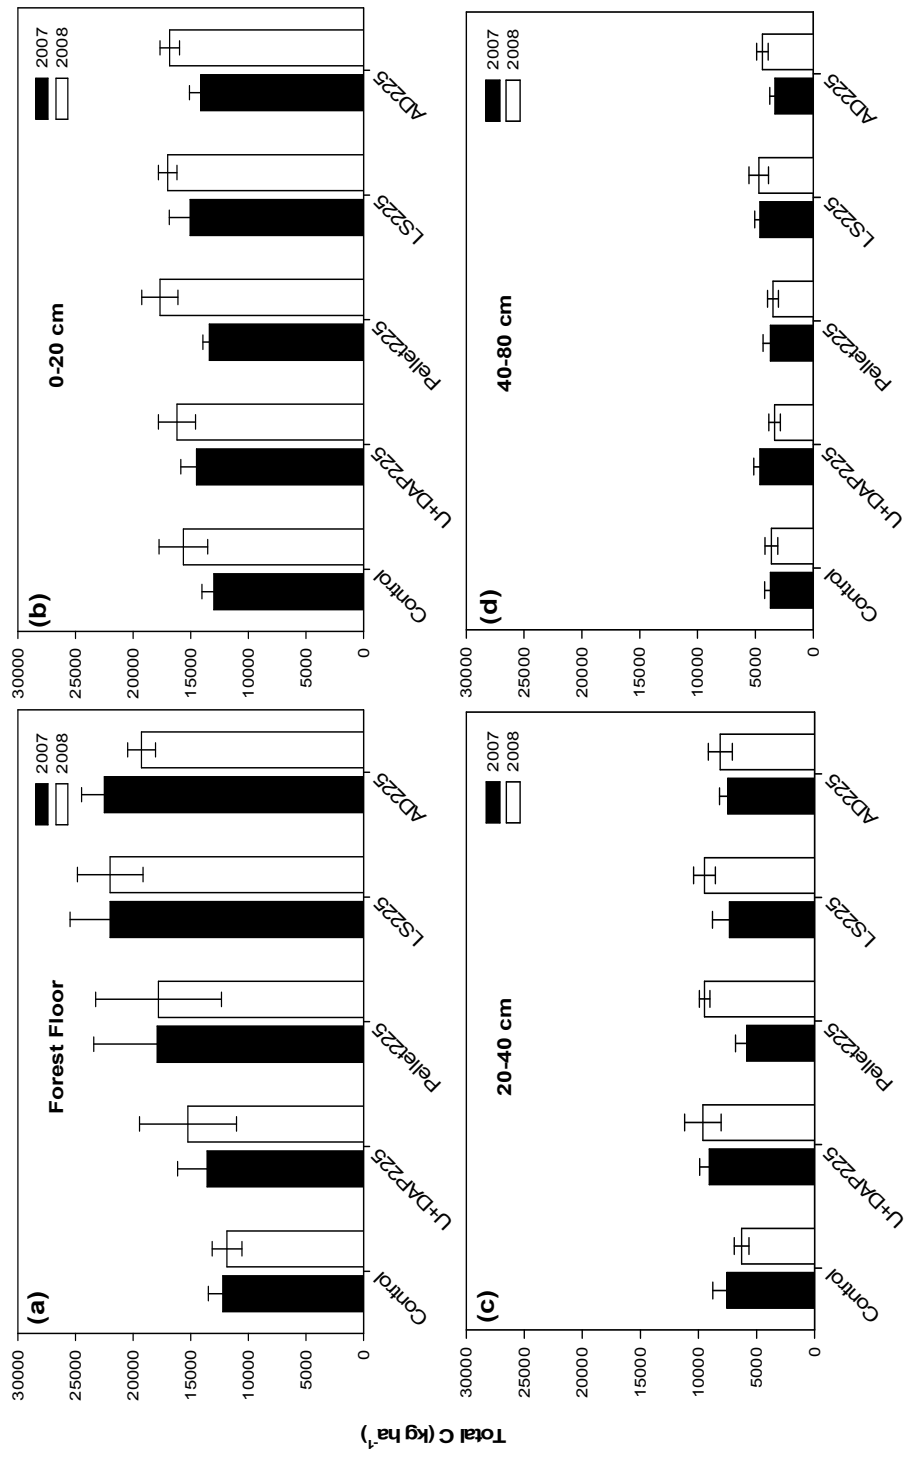 Total C (kg ha-1)
(a)
Forest Floor
2007
2008
30000
25000
20000
15000
10000
5000
0
Control
U+DAP225
Pellet225
LS225
AD225
(b)
0-20 cm
2007
2008
30000
25000
20000
15000
10000
5000
0
Control
U+DAP225
Pellet225
LS225
AD225
(c)
20-40 cm
2007
2008
30000
25000
20000
15000
10000
5000
0
Control
U+DAP225
Pellet225
LS225
AD225
(d)
40-80 cm
2007
2008
30000
25000
20000
15000
10000
5000
0
Control
U+DAP225
Pellet225
LS225
AD225